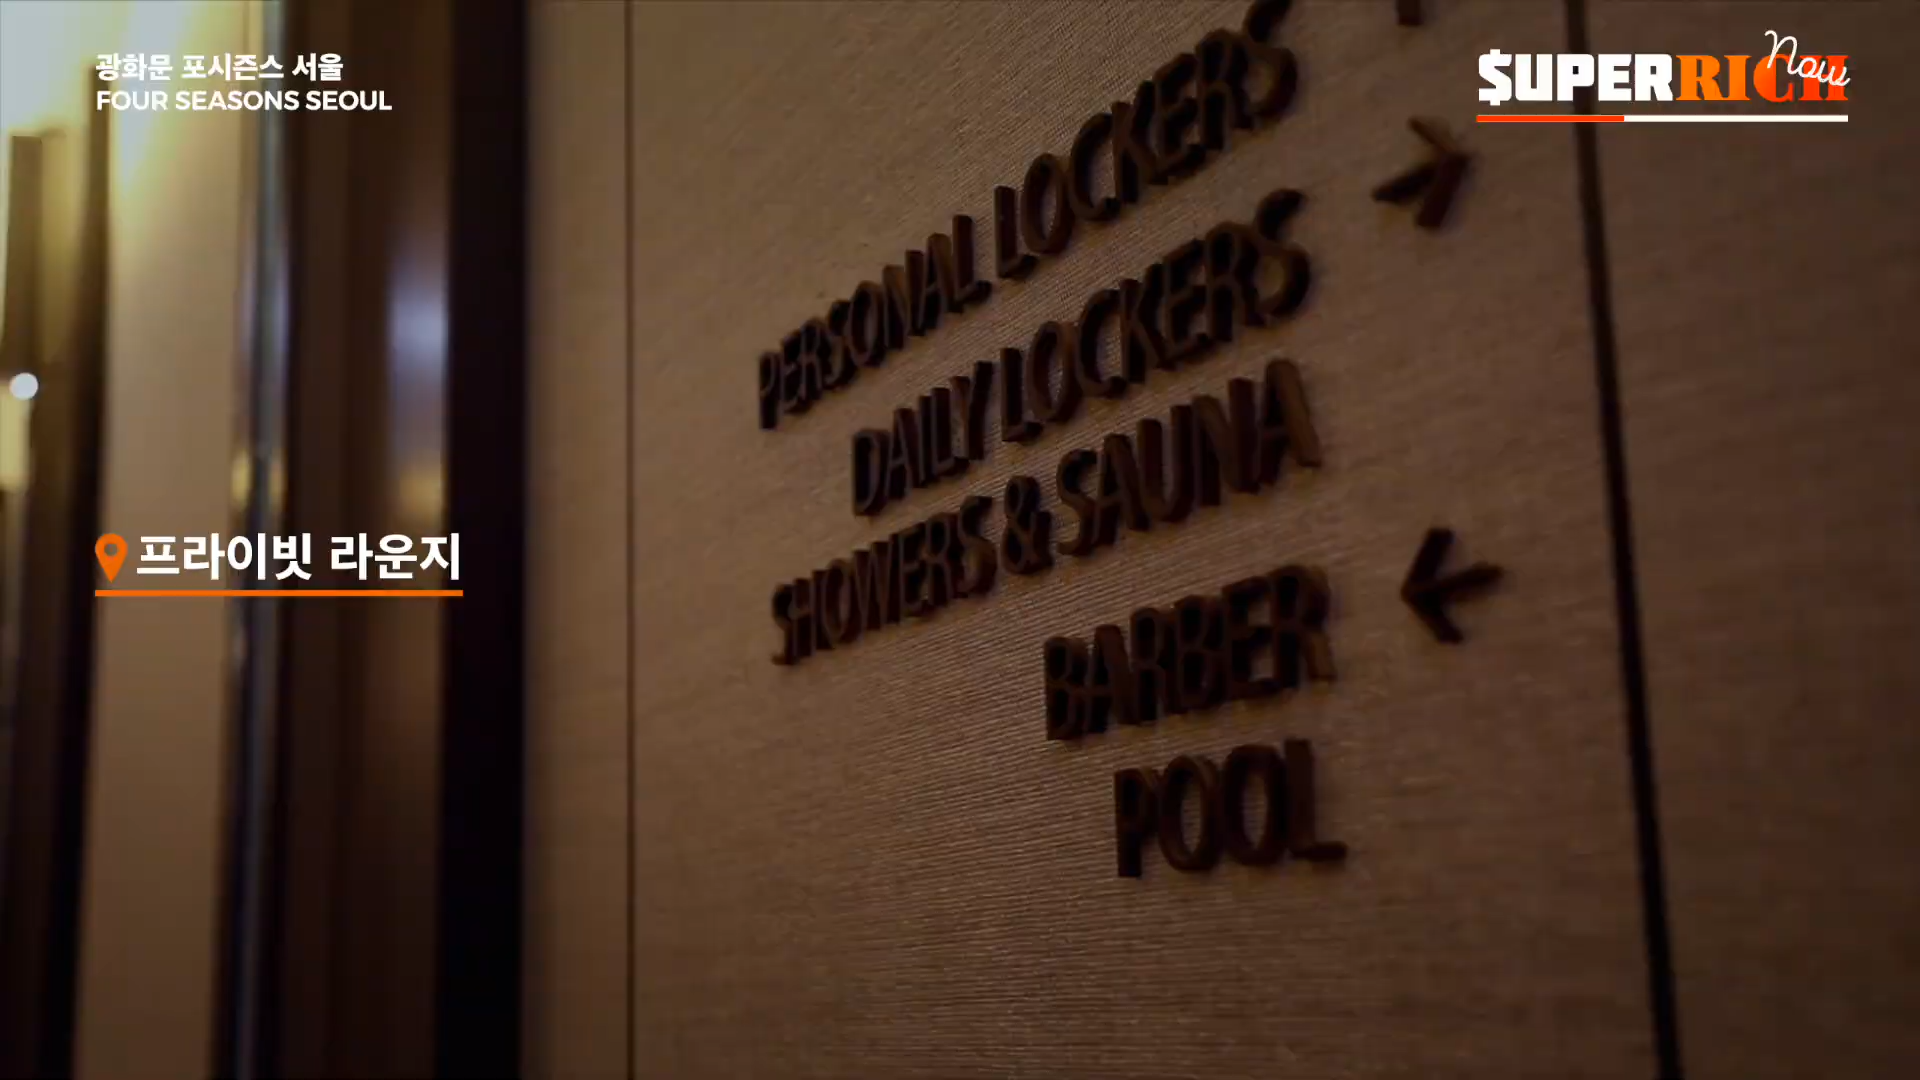 광화문 포시즌스 서울
FOUR SEASONS SEOUL
$UPERRICH Now
PERSONAL LOCKERS
DAILY LOCKERS
SHOWERS & SAUNA
BARBER
POOL
프라이빗 라운지